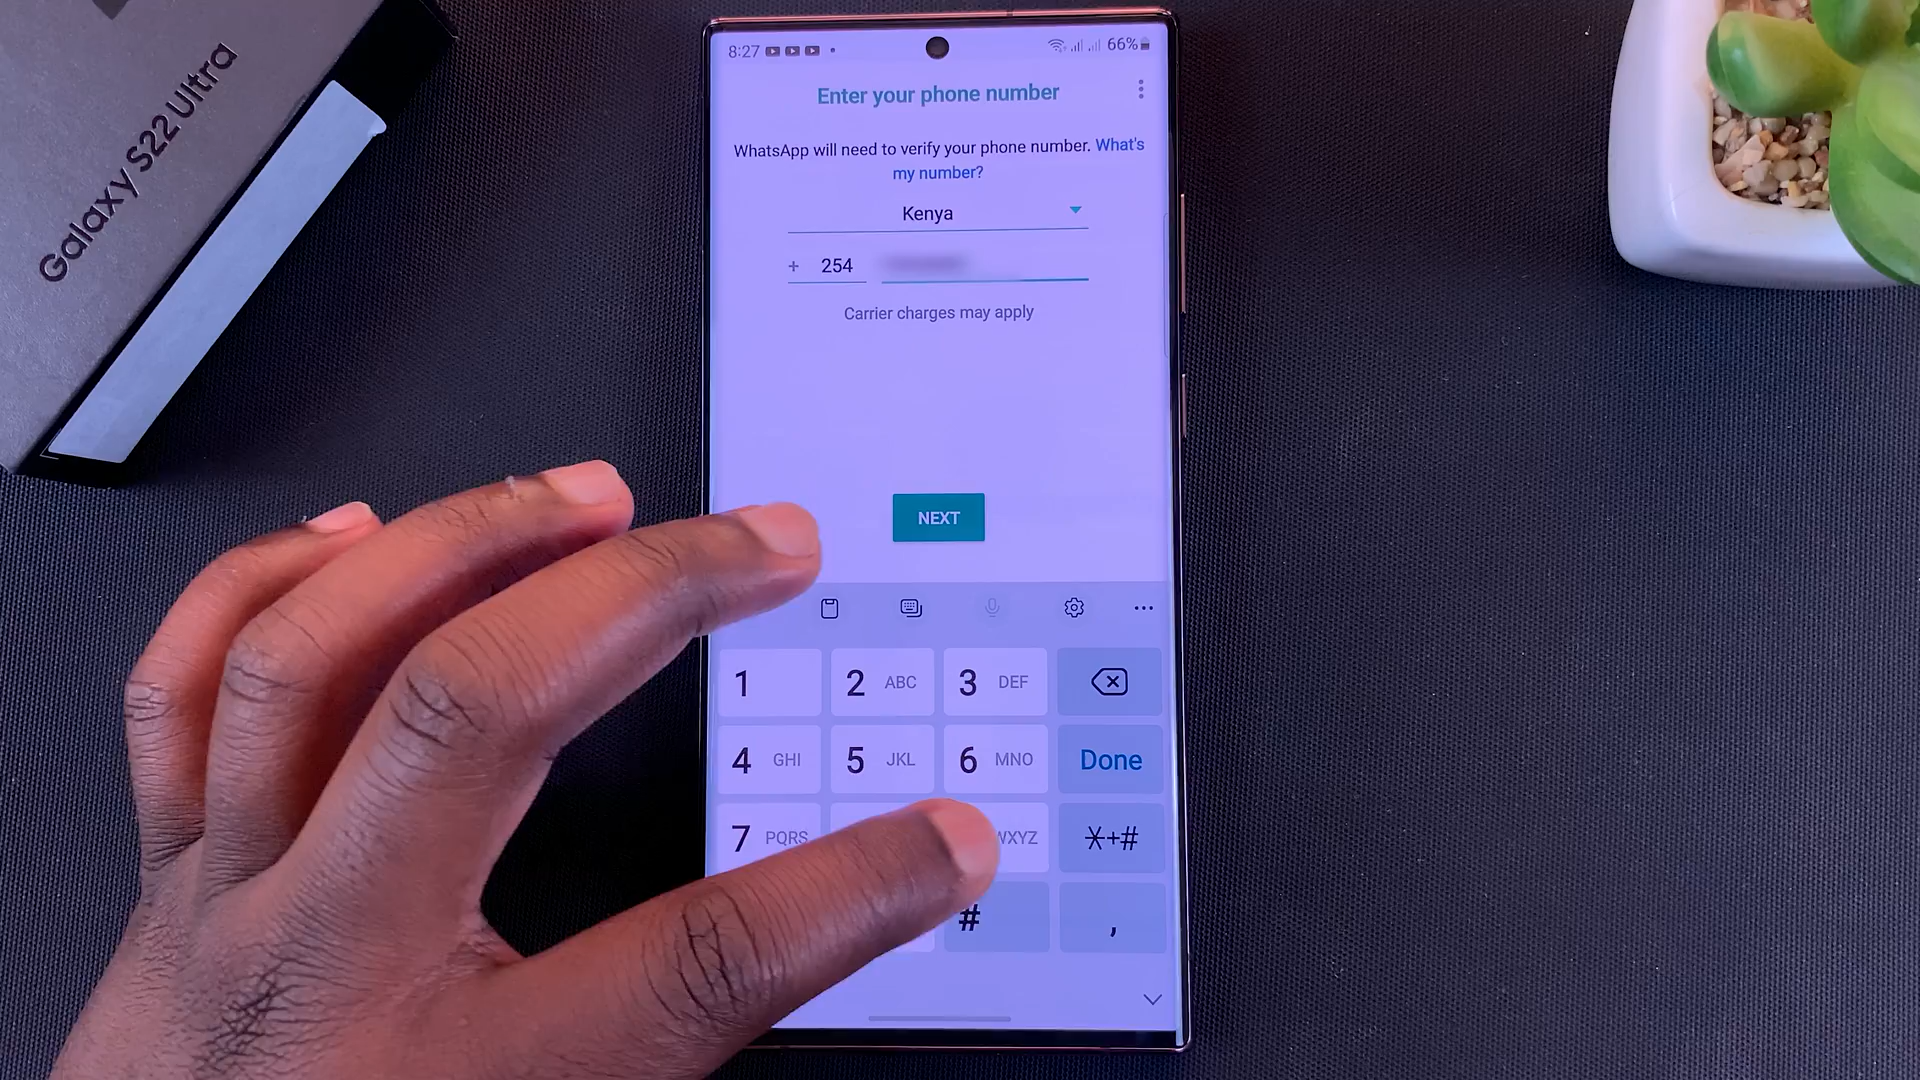 Galaxy S22 Ultra
8:27
66%
Enter your phone number
WhatsApp will need to verify your phone number. What's
my number?
Kenya
+ 254
Carrier charges may apply
NEXT
1
2 ABC
3 DEF
4 GHI
5 JKL
6 MNO
Done
7 PQRS
WXYZ
*+#
#
,